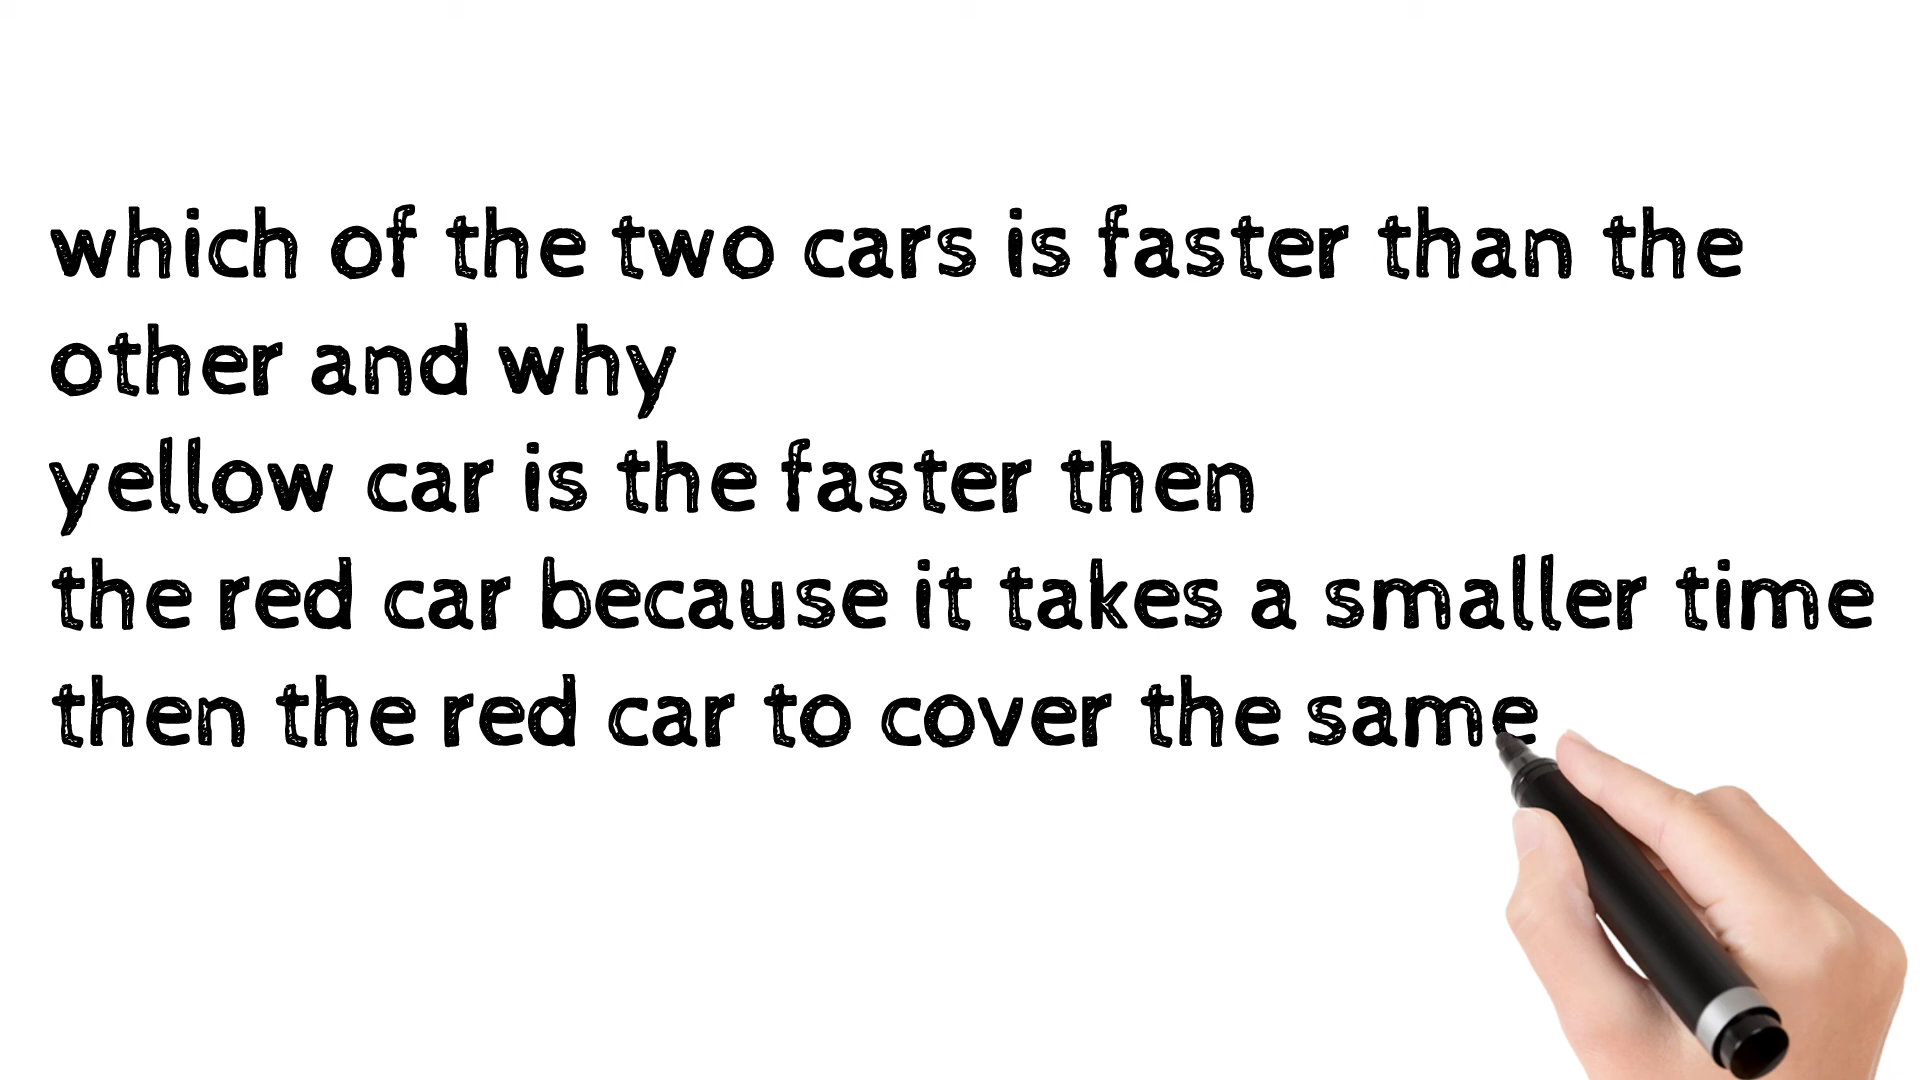 which of the two cars is faster than the
other and why
yellow car is the faster then
the red car because it takes a smaller time
then the red car to cover the same